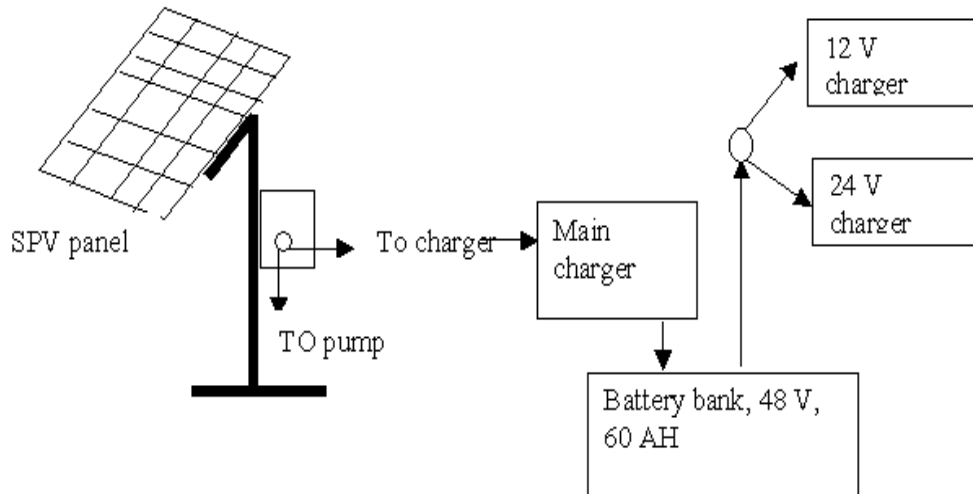 SPV panel
To charger
TO pump
Main
charger
Battery bank, 48 V,
60 AH
12 V
charger
24 V
charger